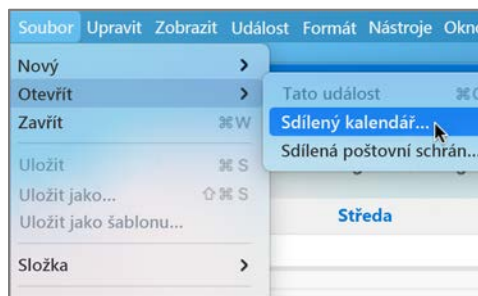 Soubor Upravit Zobrazit Událost Formát Nástroje
Nový >
Otevřít >
Zavřít ⌘W
Uložit ⌘ S
Uložit jako... ⇧⌘ S
Uložit jako šablonu...
Složka >
Tato událost
Sdílený kalendář...
Sdílená poštovní schrán...
Středa